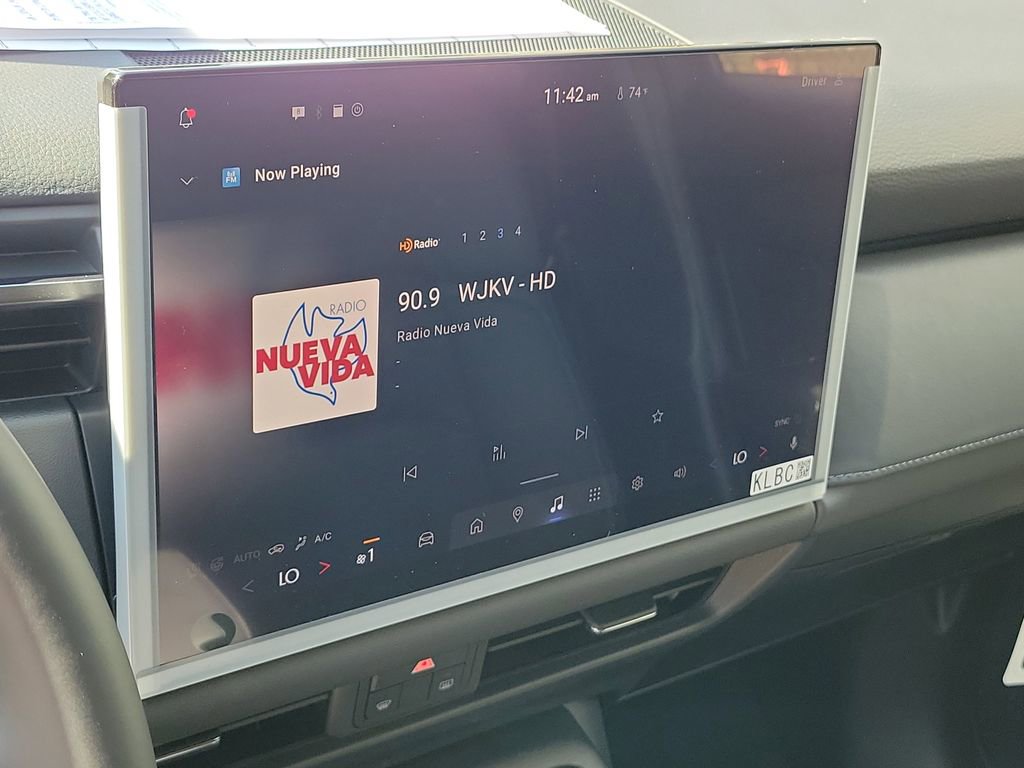 11:42 am 74°F
Driver
FM
Now Playing
HD Radio 1 2 3 4
90.9 WJKV - HD
Radio Nueva Vida
-
-
RADIO
NUEVA
VIDA
SYNC
LO
KLBC
AUTO A/C
LO 1